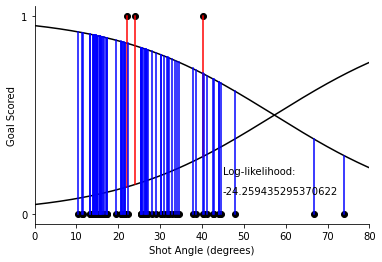 1
Goal Scored
Log-likelihood:
-24.259435295370622
0
0 10 20 30 40 50 60 70 80
Shot Angle (degrees)